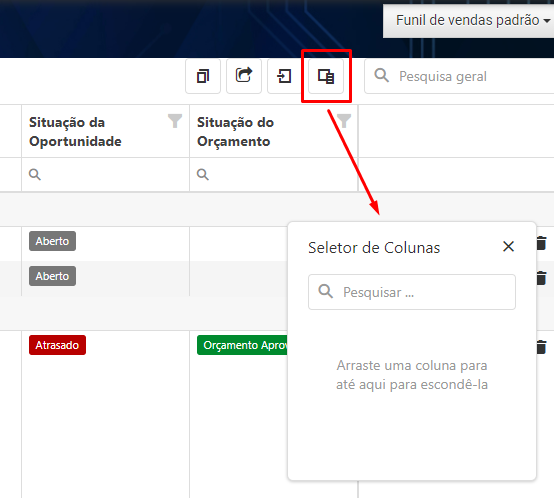 Funil de vendas padrão
Pesquisa geral
Situação da
Oportunidade
Situação do
Orçamento
Aberto
Aberto
Atrasado
Orçamento Aprov
Seletor de Colunas
Pesquisar ...
Arraste uma coluna para
até aqui para escondê-la